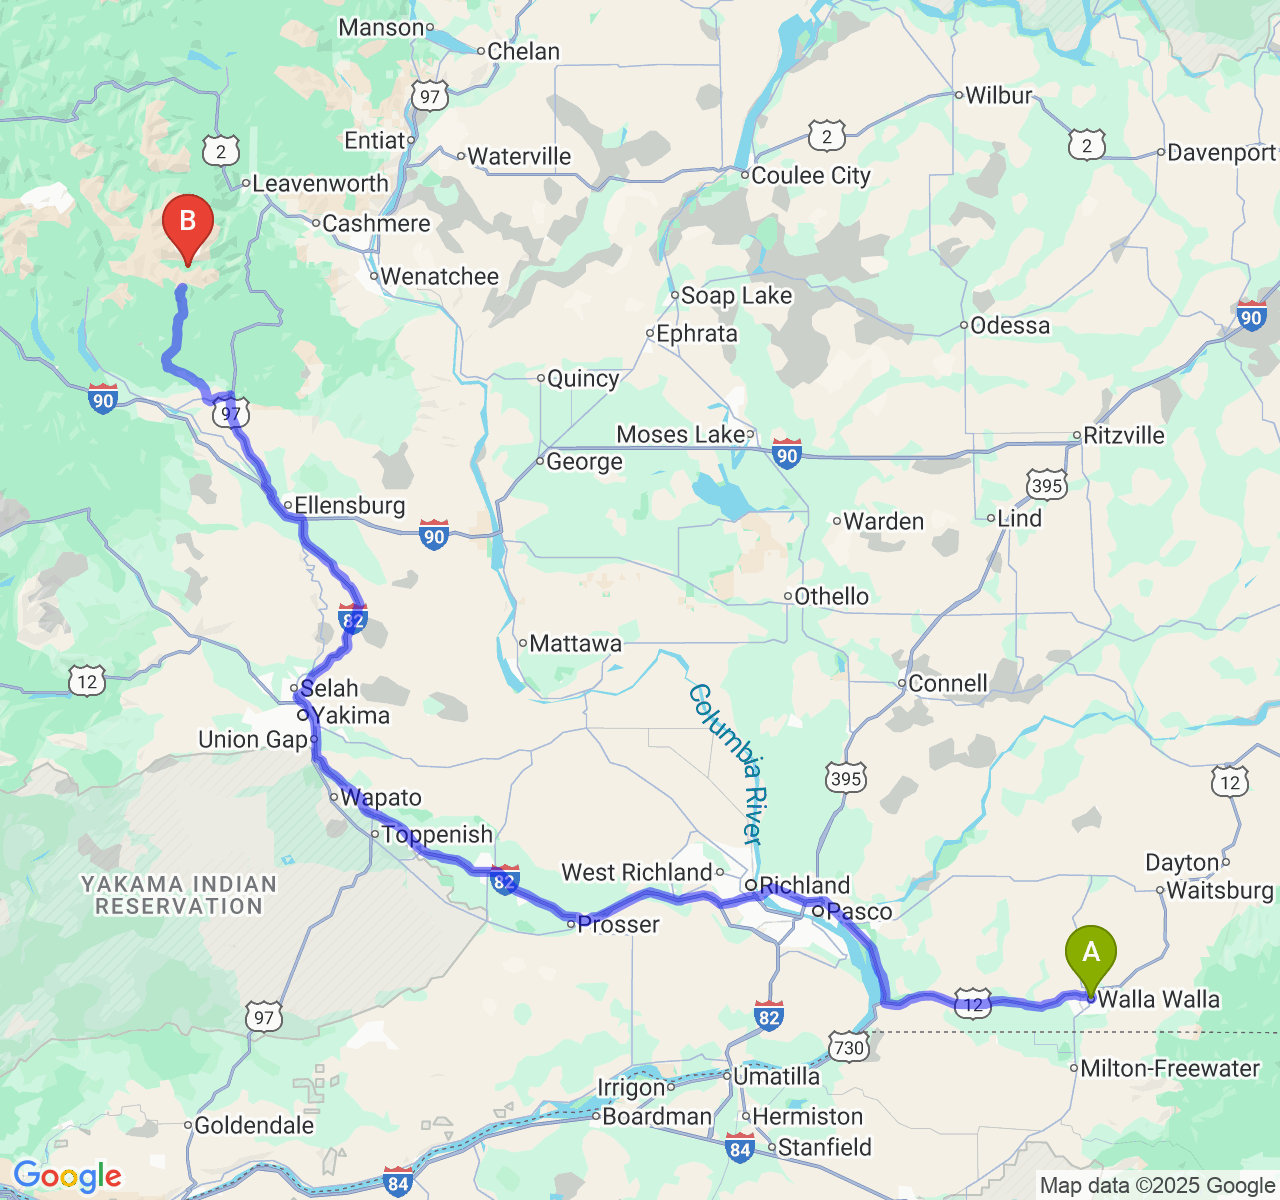 Manson
Chelan
97
Wilbur
Entiat
2
2
2
Waterville
Davenport
Leavenworth
Coulee City
B
Cashmere
Wenatchee
Soap Lake
90
Odessa
Ephrata
Quincy
90
97
Moses Lake
Ritzville
90
George
395
Ellensburg
Lind
Warden
90
Othello
82
Mattawa
12
Selah
Connell
Yakima
Columbia River
Union Gap
395
12
Wapato
Toppenish
Dayton
West Richland
82
YAKAMA INDIAN
RESERVATION
Richland
Waitsburg
Pasco
Prosser
A
Walla Walla
12
97
82
730
Milton-Freewater
Umatilla
Irrigon
Boardman
Hermiston
Goldendale
84
Stanfield
Google
84
Map data ©2025 Google